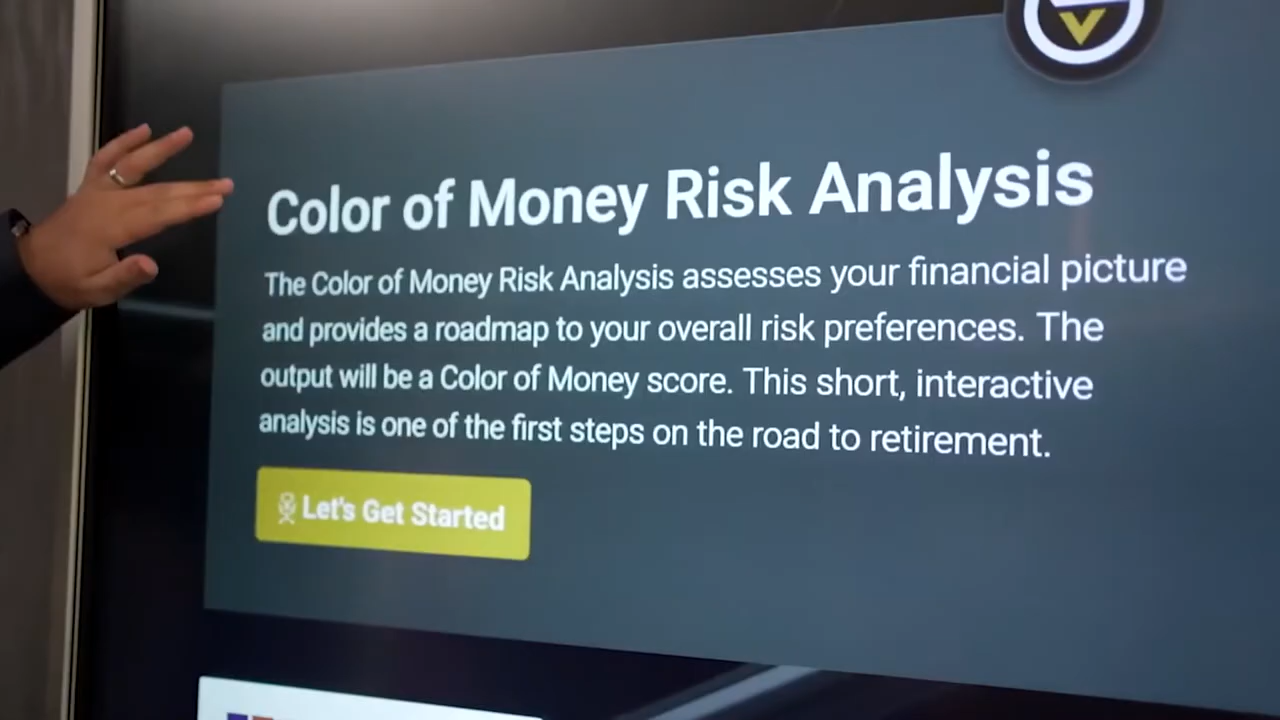 Color of Money Risk Analysis
The Color of Money Risk Analysis assesses your financial picture
and provides a roadmap to your overall risk preferences. The
output will be a Color of Money score. This short, interactive
analysis is one of the first steps on the road to retirement.
Let's Get Started